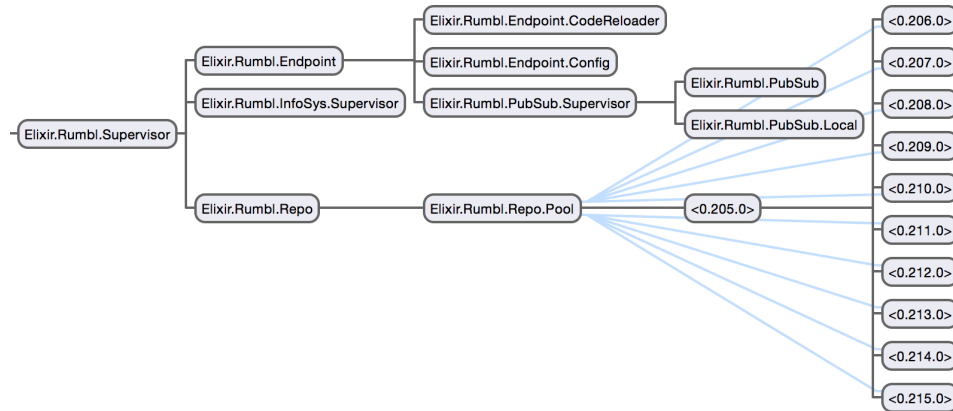 Elixir.Rumbl.Endpoint.CodeReloader
<0.206.0>
Elixir.Rumbl.Endpoint
Elixir.Rumbl.Endpoint.Config
<0.207.0>
Elixir.Rumbl.PubSub
Elixir.Rumbl.InfoSys.Supervisor
Elixir.Rumbl.PubSub.Supervisor
<0.208.0>
Elixir.Rumbl.PubSub.Local
Elixir.Rumbl.Supervisor
<0.209.0>
<0.210.0>
Elixir.Rumbl.Repo
Elixir.Rumbl.Repo.Pool
<0.205.0>
<0.211.0>
<0.212.0>
<0.213.0>
<0.214.0>
<0.215.0>